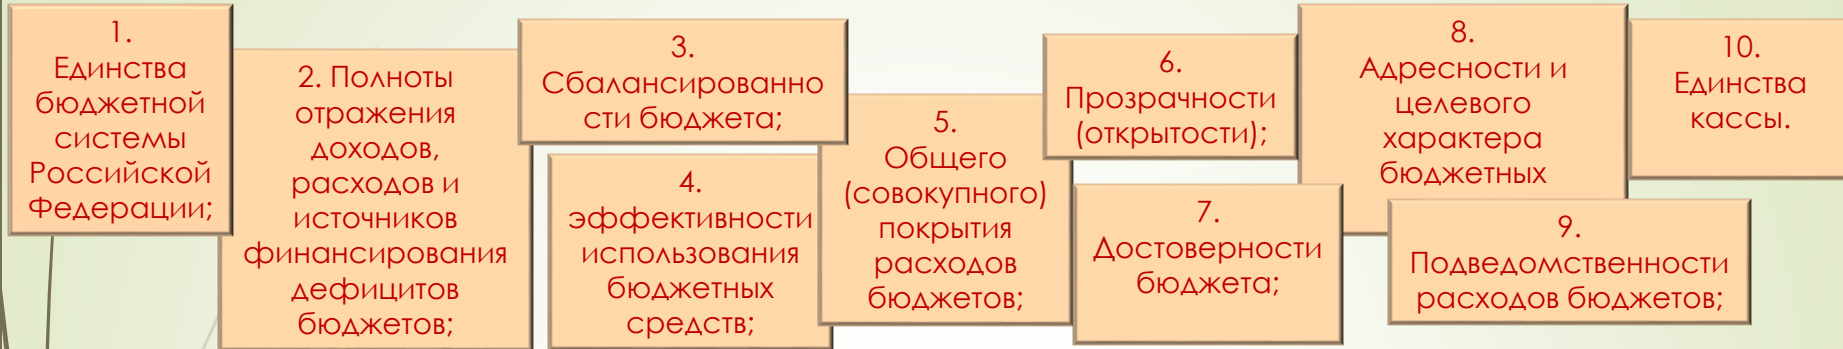 1.
Единства
бюджетной
системы
Российской
Федерации;
2. Полноты
отражения
доходов,
расходов и
источников
финансирования
дефицитов
бюджетов;
3.
Сбалансированно
сти бюджета;
4.
эффективности
использования
бюджетных
средств;
5.
Общего
(совокупного)
покрытия
расходов
бюджетов;
6.
Прозрачности
(открытости);
7.
Достоверности
бюджета;
8.
Адресности и
целевого
характера
бюджетных
9.
Подведомственности
расходов бюджетов;
10.
Единства
кассы.